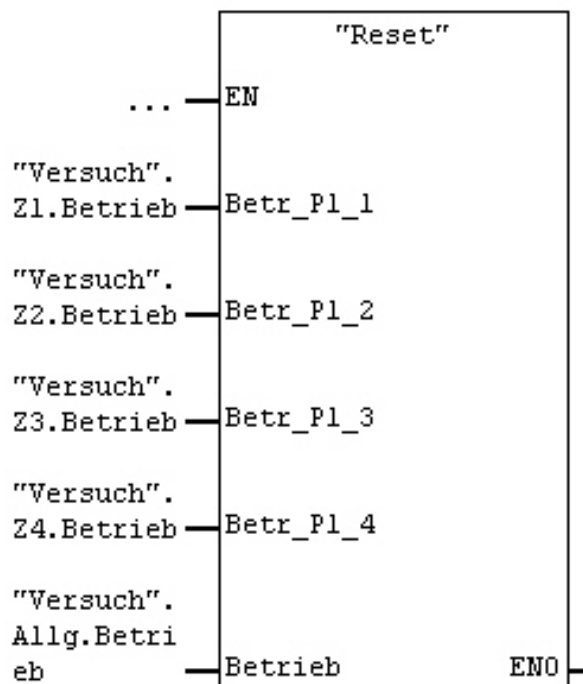 "Reset"
... EN
"Versuch".
Z1.Betrieb Betr_Pl_1
"Versuch".
Z2.Betrieb Betr_Pl_2
"Versuch".
Z3.Betrieb Betr_Pl_3
"Versuch".
Z4.Betrieb Betr_Pl_4
"Versuch".
Allg.Betri
eb Betrieb ENO